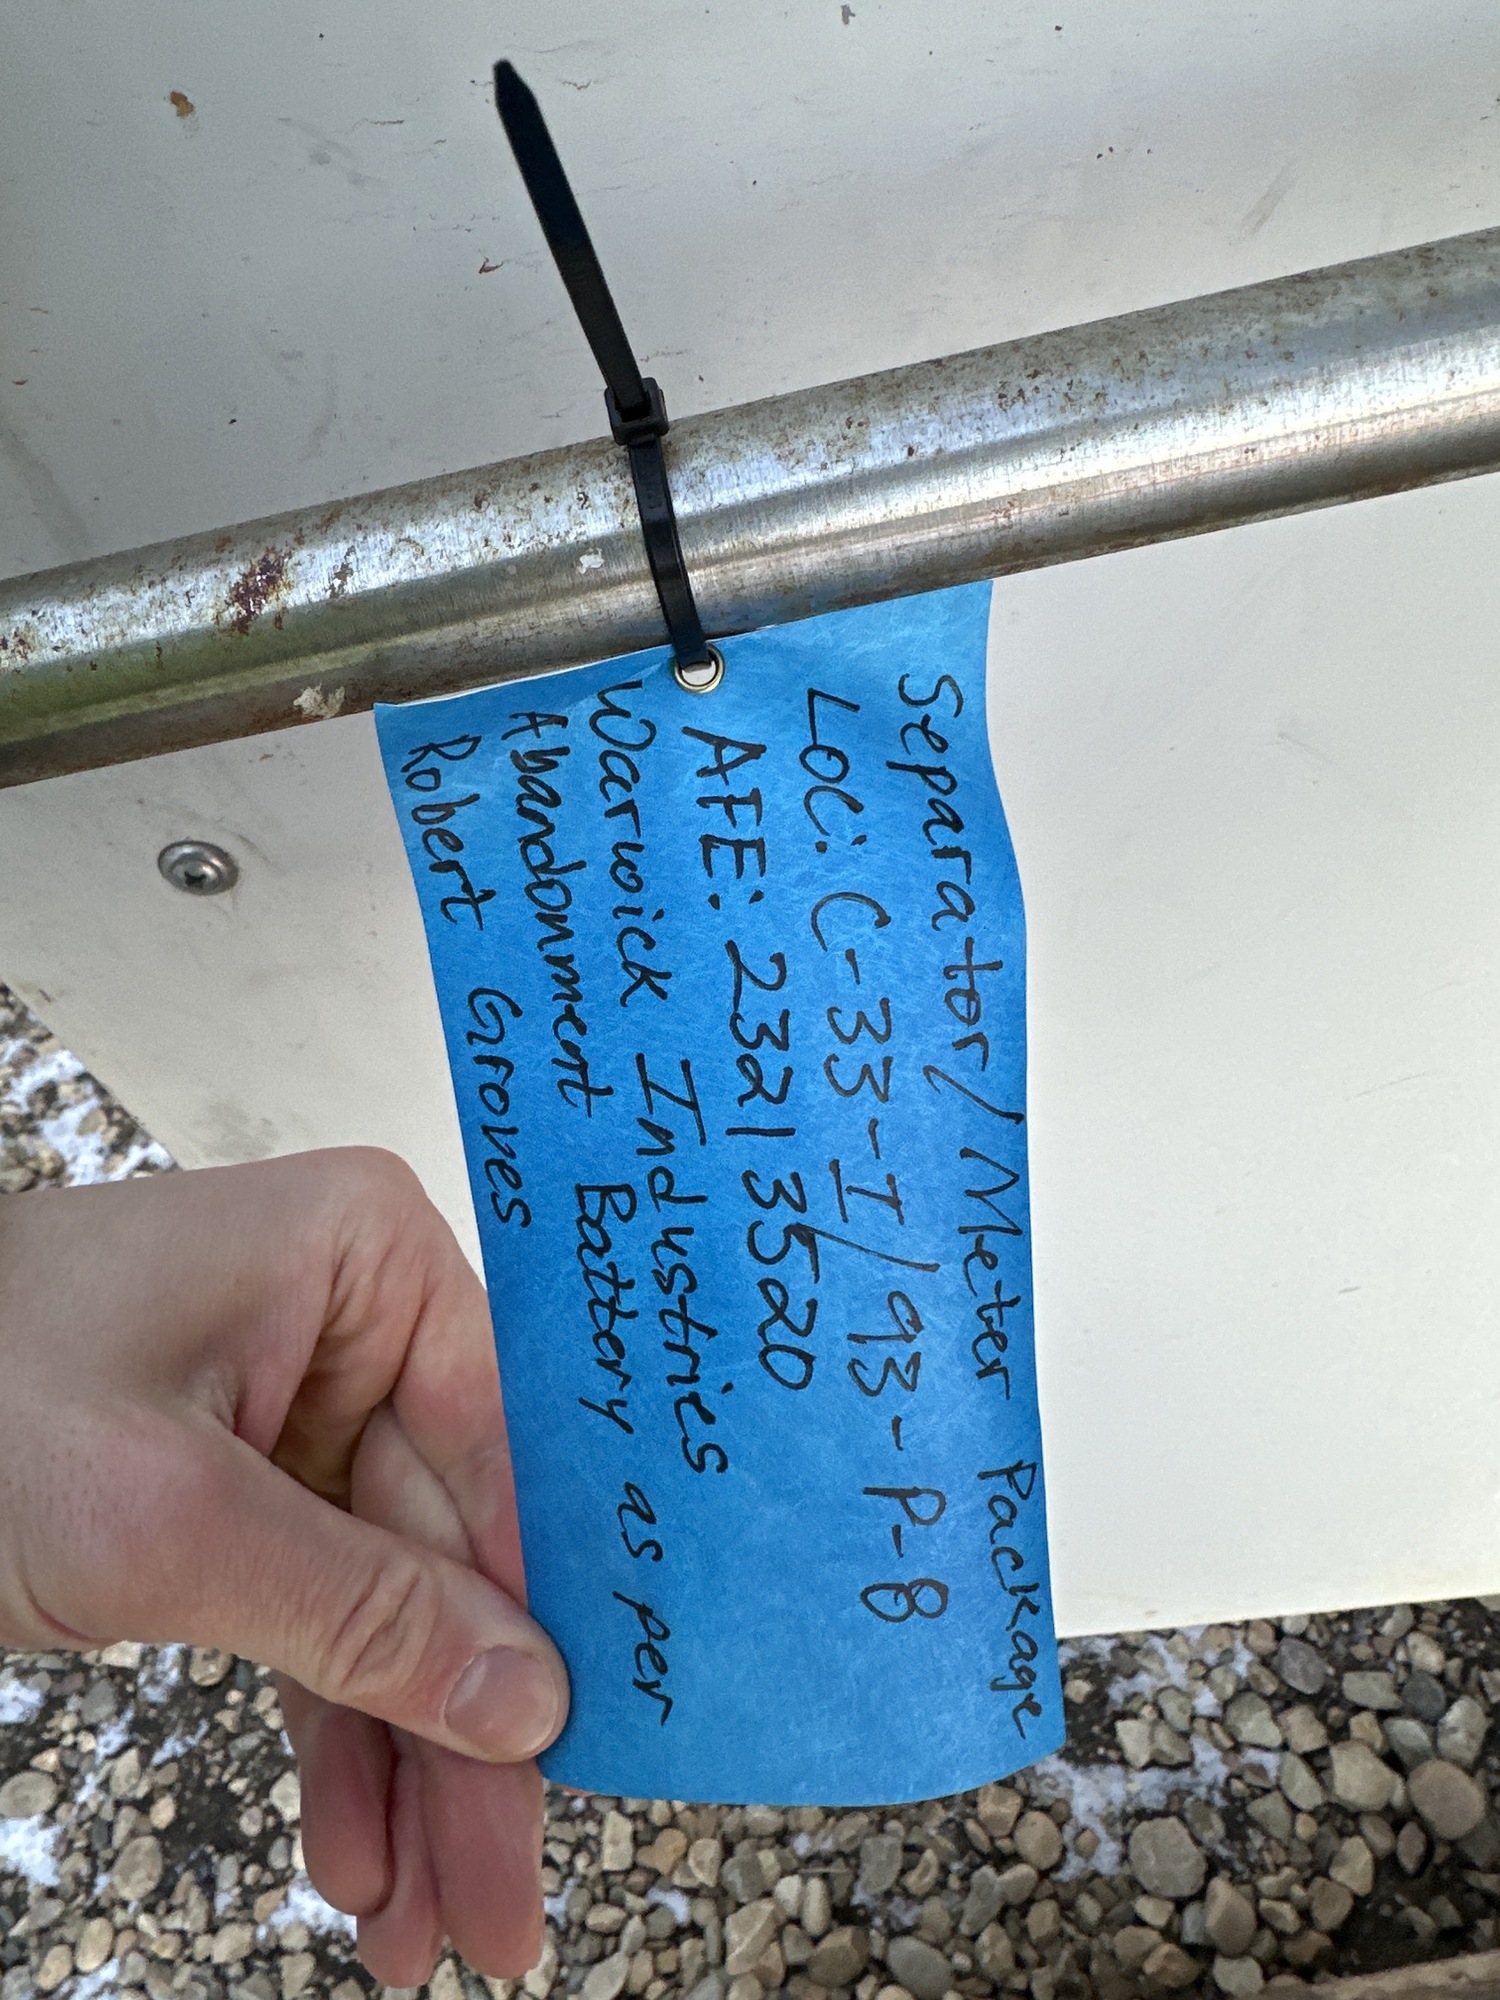 Separator/Meter Package
LOC: C-33-I/93-P-8
AFE: 23213520
Warwick Industries
Abandonment Battery as per
Robert Groves